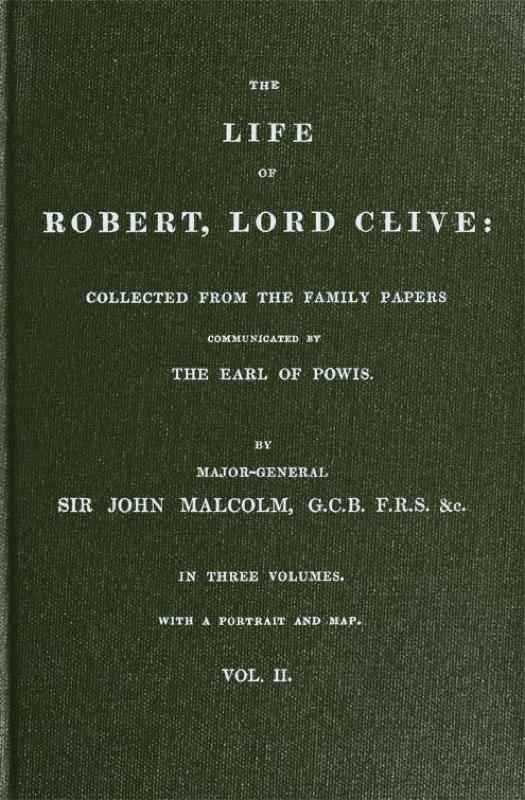 THE
LIFE
OF
ROBERT, LORD CLIVE:
COLLECTED FROM THE FAMILY PAPERS
COMMUNICATED BY
THE EARL OF POWIS.
BY
MAJOR-GENERAL
SIR JOHN MALCOLM, G.C.B. F.R.S. &c.
IN THREE VOLUMES.
WITH A PORTRAIT AND MAP.
VOL. II.